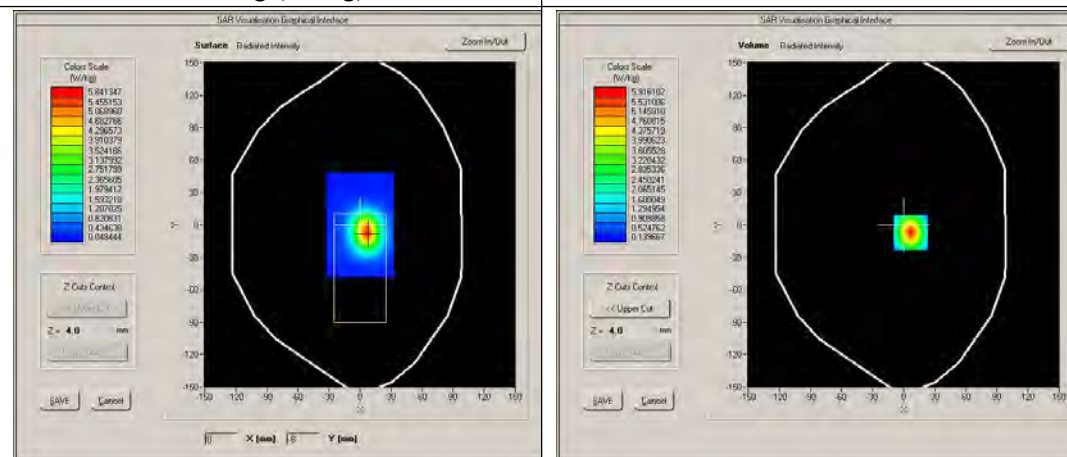 SAR Visualisation Graphical Interface
Surface Radiated Intensity
Zoom In/Out
Colors Scale
(W/Kg)
5.841347
5.455153
5.068960
4.682766
4.296573
3.910379
3.524186
3.137992
2.751799
2.365605
1.979412
1.593218
1.207025
0.820831
0.434638
0.048444
150
120
90
60
30
0
-30
-60
-90
-120
-150
Y
-150 -120 -90 -60 -30 0 30 60 90 120 150
X
Z Cuts Control
<< Upper Cut
Z = 4.0 mm
SAVE
Cancel
X (mm)
Y (mm)
SAR Visualisation Graphical Interface
Volume Radiated Intensity
Zoom In/Out
Colors Scale
(W/Kg)
5.916102
5.531006
5.145910
4.760815
4.375719
3.990623
3.605528
3.220432
2.835336
2.450241
2.065145
1.680049
1.294954
0.909858
0.524762
0.139667
150
120
90
60
30
0
-30
-60
-90
-120
-150
Y
-150 -120 -90 -60 -30 0 30 60 90 120 150
X
Z Cuts Control
<< Upper Cut
Z = 4.0 mm
SAVE
Cancel